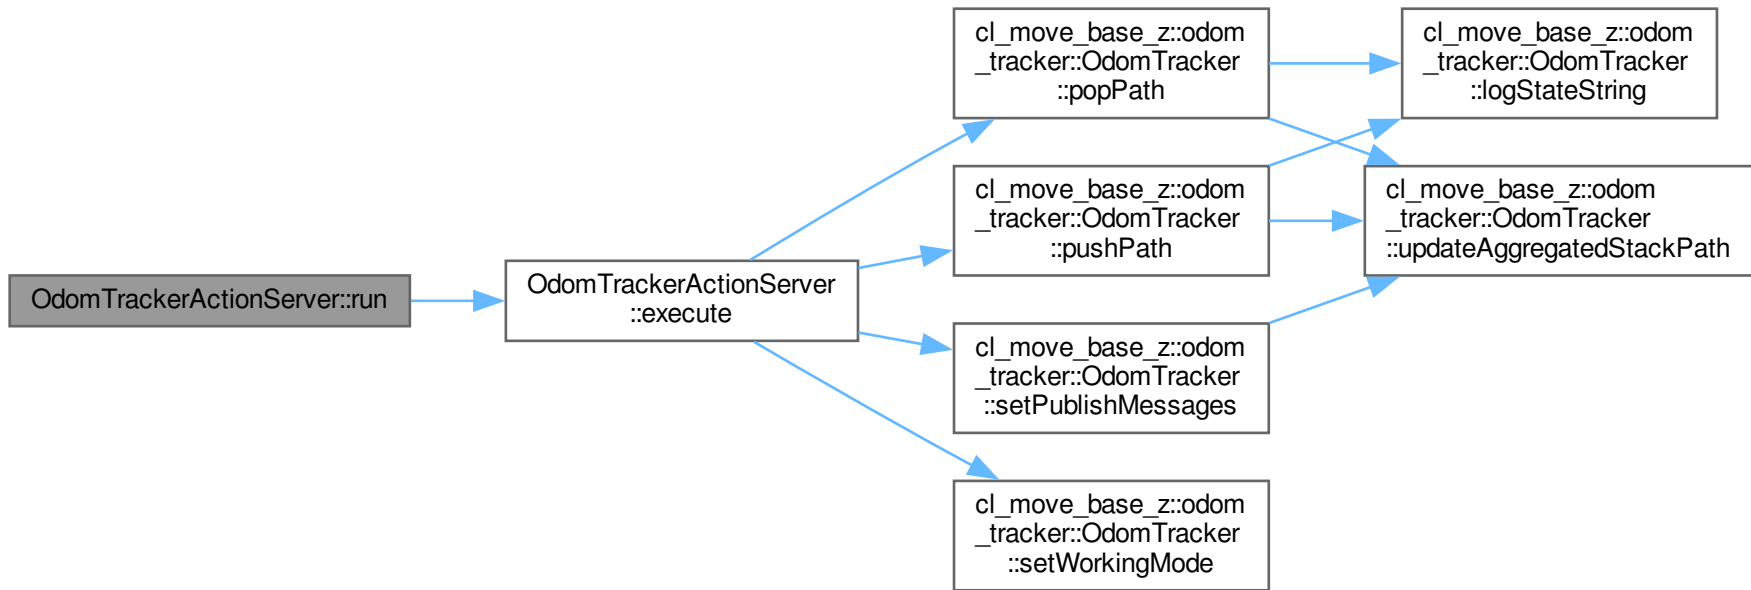 OdomTrackerActionServer::run
OdomTrackerActionServer
::execute
cl_move_base_z::odom
_tracker::OdomTracker
::popPath
cl_move_base_z::odom
_tracker::OdomTracker
::pushPath
cl_move_base_z::odom
_tracker::OdomTracker
::setPublishMessages
cl_move_base_z::odom
_tracker::OdomTracker
::setWorkingMode
cl_move_base_z::odom
_tracker::OdomTracker
::logStateString
cl_move_base_z::odom
_tracker::OdomTracker
::updateAggregatedStackPath